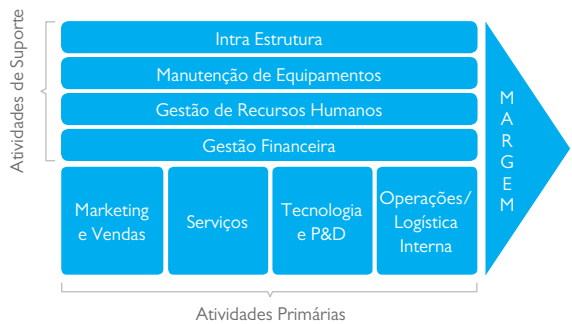 Atividades de Suporte
Intra Estrutura
Manutenção de Equipamentos
Gestão de Recursos Humanos
Gestão Financeira
Marketing
e Vendas
Serviços
Tecnologia
e P&D
Operações/
Logística
Interna
MARGEM
Atividades Primárias